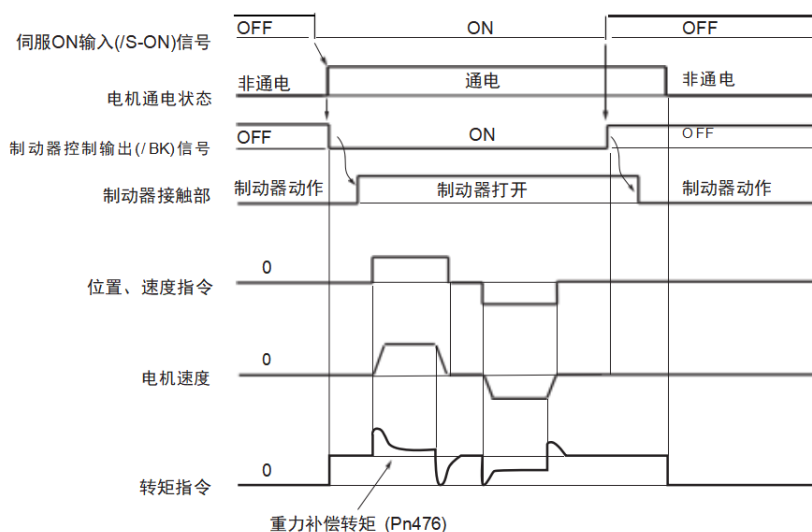 伺服ON输入(/S-ON)信号 OFF ON OFF
电机通电状态 非通电 通电 非通电
制动器控制输出(/BK)信号 OFF ON OFF
制动器接触部 制动器动作 制动器打开 制动器动作
位置、速度指令 0
电机速度 0
转矩指令 0
重力补偿转矩 (Pn476)